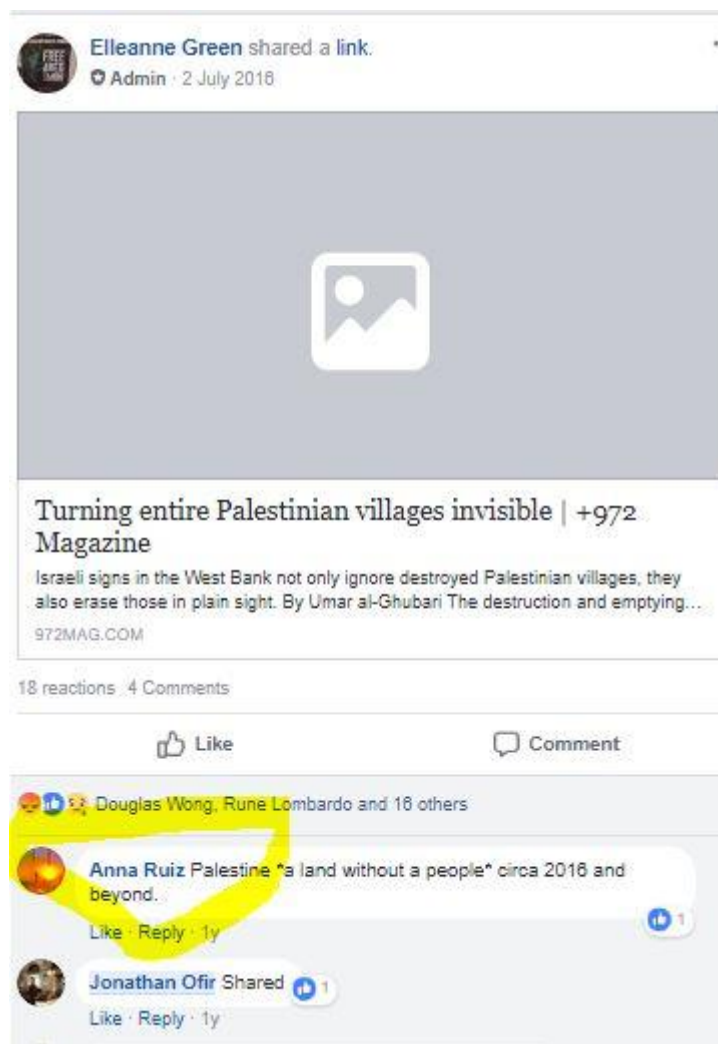 Elleanne Green shared a link.
Admin · 2 July 2016
Turning entire Palestinian villages invisible | +972
Magazine
Israeli signs in the West Bank not only ignore destroyed Palestinian villages, they
also erase those in plain sight. By Umar al-Ghubari The destruction and emptying...
972MAG.COM
18 reactions 4 Comments
Like Comment
Douglas Wong, Rune Lombardo and 16 others
Anna Ruiz Palestine *a land without a people* circa 2016 and
beyond.
1
Like · Reply · 1y
Jonathan Ofir Shared 1
Like · Reply · 1y